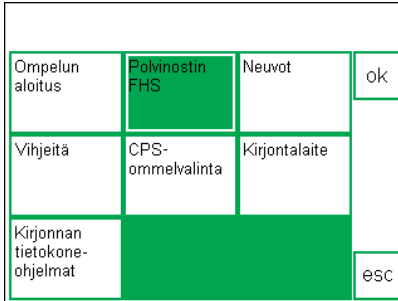 Ompelun
aloitus
Polvinostin
FHS
Neuvot
ok
Vihjeitä
CPS-
ommelvalinta
Kirjontalaite
Kirjonnan
tietokone-
ohjelmat
esc